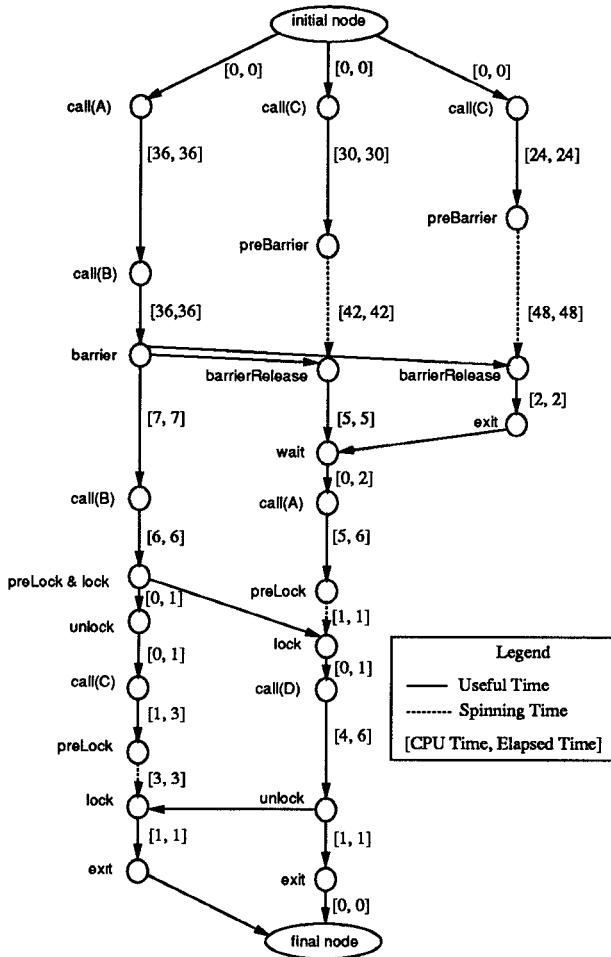 initial node
[0, 0]
[0, 0]
[0, 0]
call(A)
call(C)
call(C)
[36, 36]
[30, 30]
[24, 24]
preBarrier
preBarrier
call(B)
[36,36]
[42, 42]
[48, 48]
barrier
barrierRelease
barrierRelease
[2, 2]
[7, 7]
[5, 5]
exit
wait
[0, 2]
call(B)
call(A)
[6, 6]
[5, 6]
preLock & lock
preLock
[0, 1]
[1, 1]
unlock
lock
[0, 1]
[0, 1]
call(C)
call(D)
[1, 3]
[4, 6]
preLock
[3, 3]
lock
unlock
[1, 1]
[1, 1]
exit
exit
[0, 0]
final node
Legend
Useful Time
Spinning Time
[CPU Time, Elapsed Time]